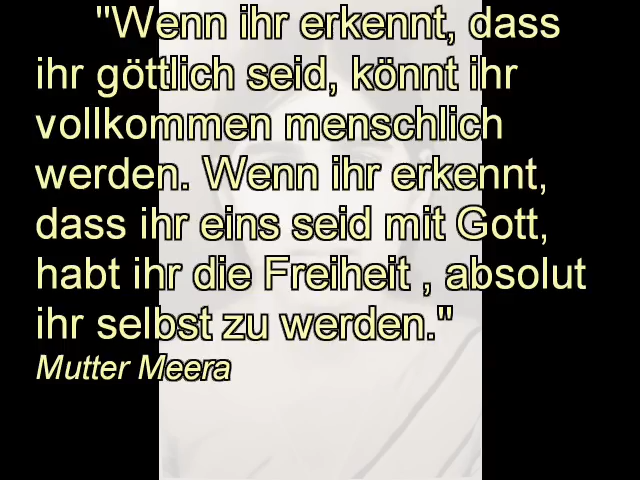 "Wenn ihr erkennt, dass
ihr göttlich seid, könnt ihr
vollkommen menschlich
werden. Wenn ihr erkennt,
dass ihr eins seid mit Gott,
habt ihr die Freiheit , absolut
ihr selbst zu werden."
Mutter Meera